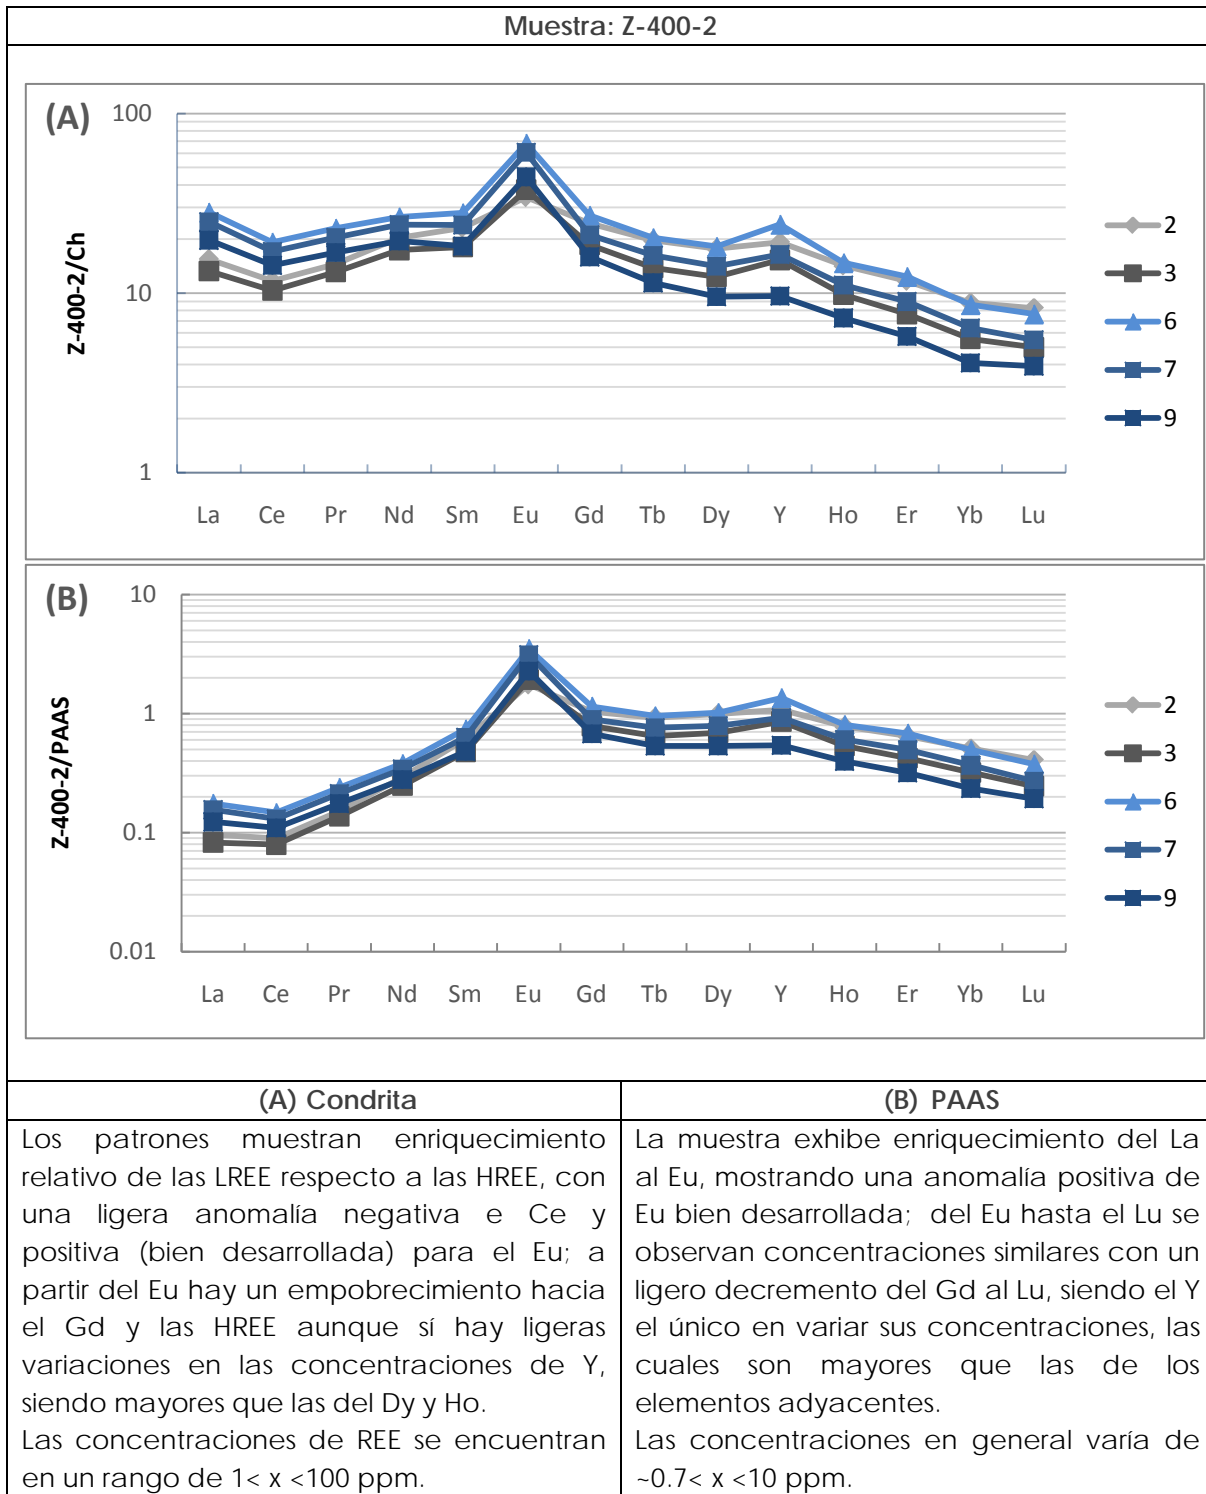 Muestra: Z-400-2
(A)
100
10
1
Z-400-2/Ch
La Ce Pr Nd Sm Eu Gd Tb Dy Y Ho Er Yb Lu
2
3
6
7
9
(B)
10
1
0.1
0.01
Z-400-2/PAAS
La Ce Pr Nd Sm Eu Gd Tb Dy Y Ho Er Yb Lu
2
3
6
7
9
(A) Condrita
Los patrones muestran enriquecimiento
relativo de las LREE respecto a las HREE, con
una ligera anomalía negativa e Ce y
positiva (bien desarrollada) para el Eu; a
partir del Eu hay un empobrecimiento hacia
el Gd y las HREE aunque sí hay ligeras
variaciones en las concentraciones de Y,
siendo mayores que las del Dy y Ho.
Las concentraciones de REE se encuentran
en un rango de 1< x <100 ppm.
(B) PAAS
La muestra exhibe enriquecimiento del La
al Eu, mostrando una anomalía positiva de
Eu bien desarrollada; del Eu hasta el Lu se
observan concentraciones similares con un
ligero decremento del Gd al Lu, siendo el Y
el único en variar sus concentraciones, las
cuales son mayores que las de los
elementos adyacentes.
Las concentraciones en general varía de
~0.7< x <10 ppm.